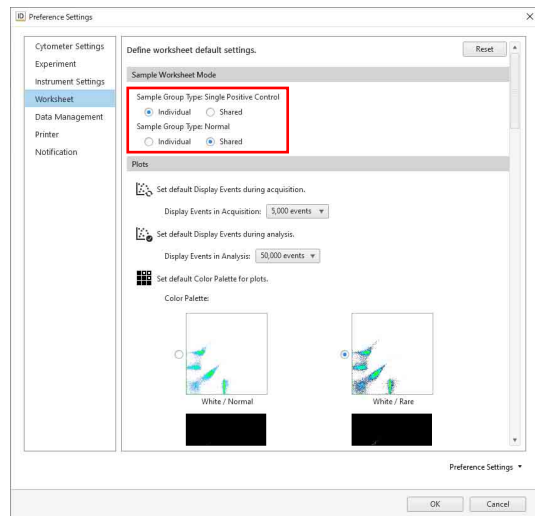 ID Preference Settings
Cytometer Settings
Experiment
Instrument Settings
Worksheet
Data Management
Printer
Notification
Define worksheet default settings.
Reset
Sample Worksheet Mode
Sample Group Type: Single Positive Control
Individual Shared
Sample Group Type: Normal
Individual Shared
Plots
Set default Display Events during acquisition.
Display Events in Acquisition: 5,000 events
Set default Display Events during analysis.
Display Events in Analysis: 50,000 events
Set default Color Palette for plots.
Color Palette:
White / Normal White / Rare
Preference Settings
OK Cancel